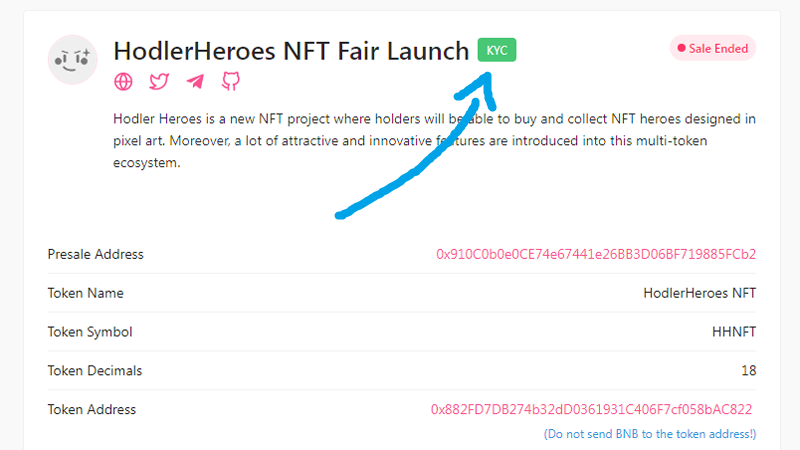 HodlerHeroes NFT Fair Launch KYC Sale Ended
Hodler Heroes is a new NFT project where holders will be able to buy and collect NFT heroes designed in
pixel art. Moreover, a lot of attractive and innovative features are introduced into this multi-token
ecosystem.
Presale Address 0x910C0b0e0CE74e67441e26BB3D06BF719885FCb2
Token Name HodlerHeroes NFT
Token Symbol HHNFT
Token Decimals 18
Token Address 0x882FD7DB274b32dD0361931C406F7cf058bAC822
(Do not send BNB to the token address!)